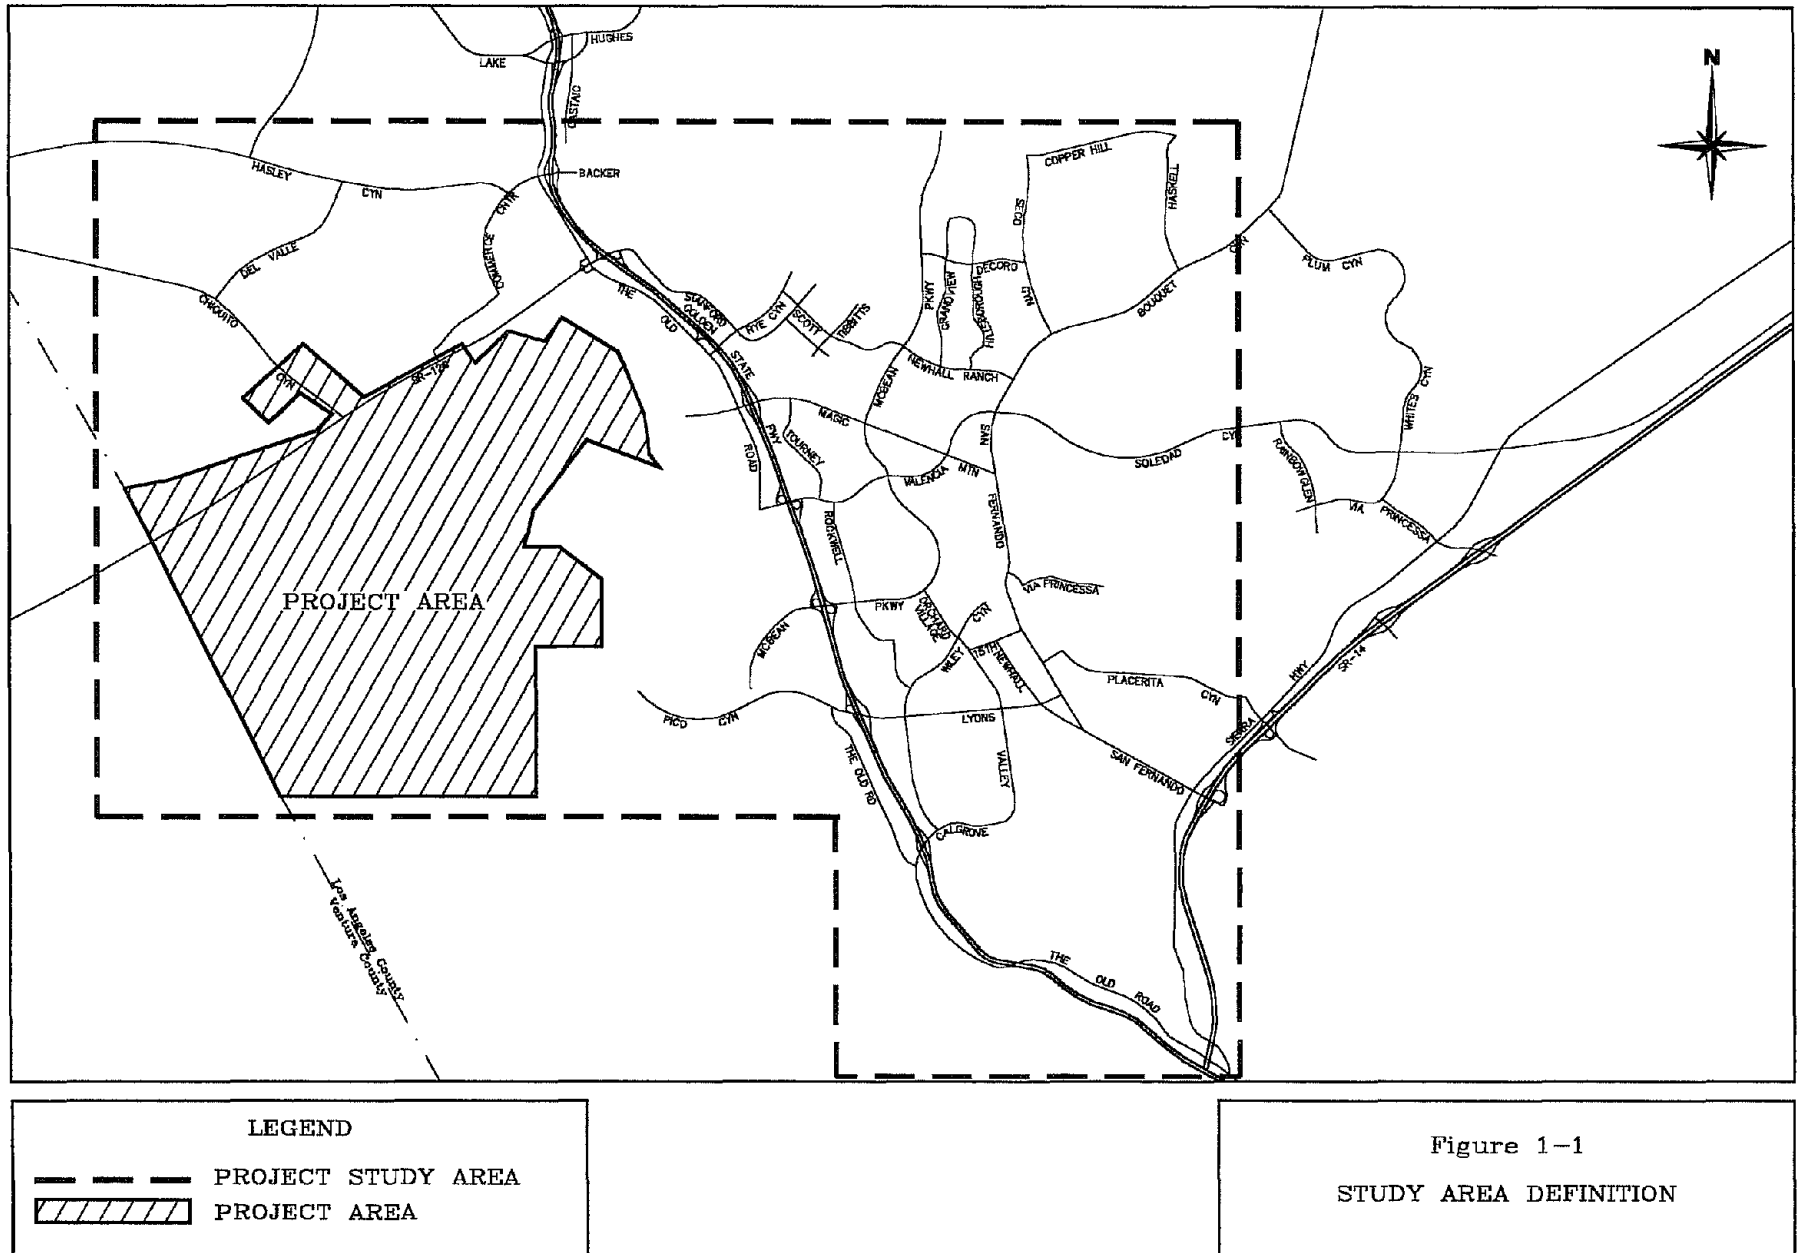 HUGHES
LAKE
CASTAIC
N
BACKER
HASLEY
CYN
COPPER HILL
HASKELL
SECO
CNTR
COMMERCE
DEL VALLE
CHIQUITO
CYN
CYN
PLUM CYN
DECORO
CYN
PKWY
GRANDVIEW
HILLSBOROUGH
BOUQUET
THE
OLD
STANFORD
GOLDEN
STATE
FWY
ROAD
RYE CYN
SCOTT
TIBBITTS
NEWHALL RANCH
MCBEAN
SR-126
MAGIC
MTN
TOURNEY
VALENCIA
SAN
FERNANDO
SOLEDAD
CYN
WHITES CYN
RAINBOW GLEN
VIA
PRINCESSA
ROCKWELL
PROJECT AREA
VIA PRINCESSA
PKWY
ORCHARD
VILLAGE
CYN
WILEY
15TH
NEWHALL
MCBEAN
PLACERITA
CYN
HWY
SR-14
SIERRA
PICO
CYN
LYONS
THE OLD RD
VALLEY
SAN FERNANDO
CALGROVE
Los Angeles County
Ventura County
THE
OLD
ROAD
LEGEND
PROJECT STUDY AREA
PROJECT AREA
Figure 1-1
STUDY AREA DEFINITION